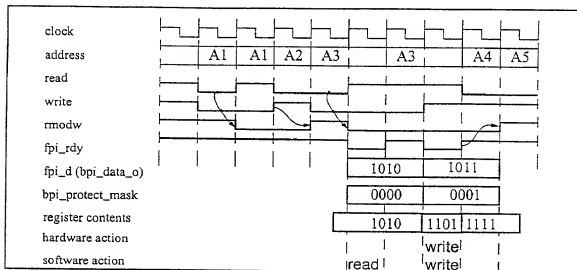 clock
address A1 A1 A2 A3 A3 A4 A5
read
write
rmodw
fpi_rdy
fpi_d (bpi_data_o) 1010 1011
bpi_protect_mask 0000 0001
register contents 1010 1101 1111
hardware action write
software action read write